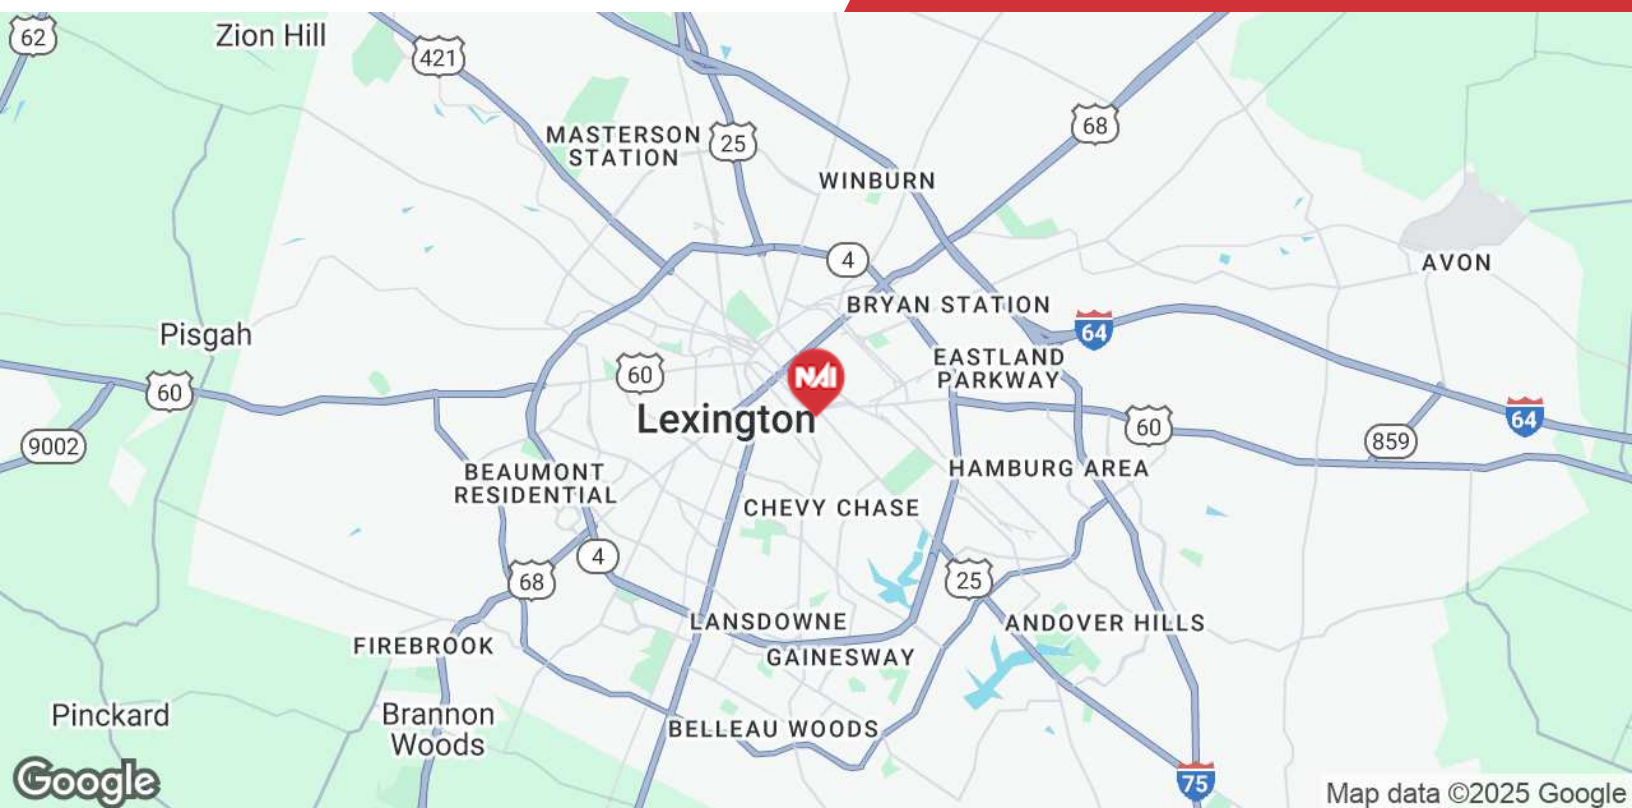 62
Zion Hill
421
68
MASTERSON
STATION
25
WINBURN
4
AVON
BRYAN STATION
64
Pisgah
EASTLAND
PARKWAY
60
60
NAI
64
Lexington
60
859
9002
BEAUMONT
RESIDENTIAL
HAMBURG AREA
CHEVY CHASE
4
68
25
LANSDOWNE
ANDOVER HILLS
FIREBROOK
GAINESWAY
Pinckard
Brannon
Woods
BELLEAU WOODS
75
Google
Map data ©2025 Google